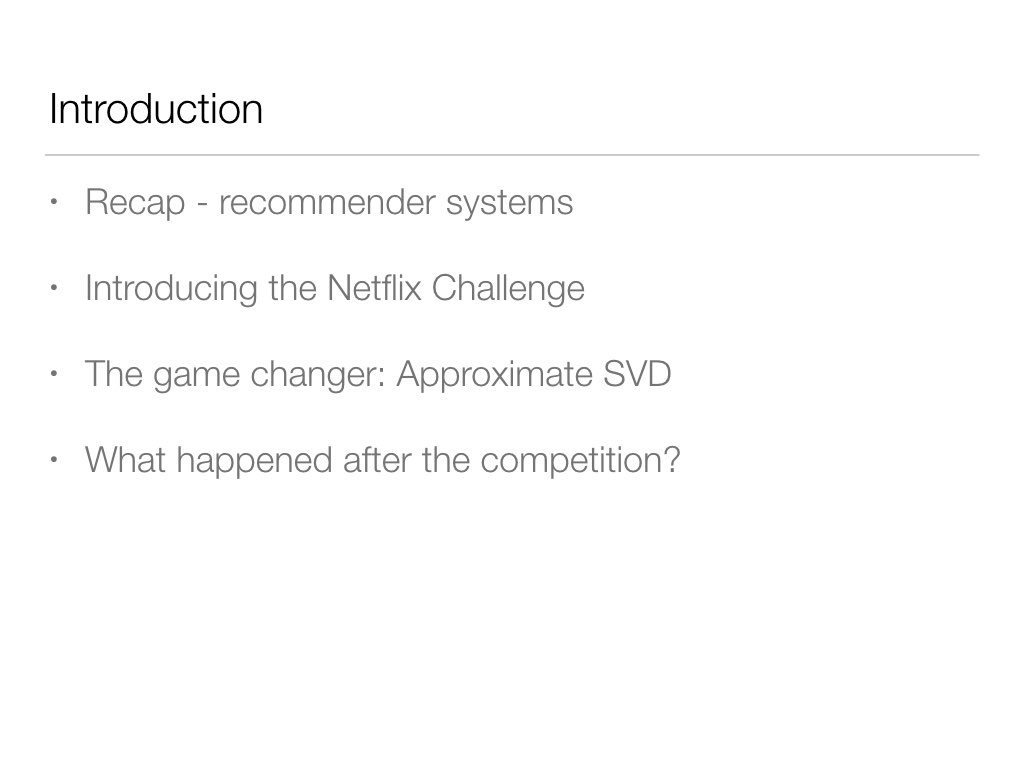 Introduction
• Recap - recommender systems
• Introducing the Netflix Challenge
• The game changer: Approximate SVD
• What happened after the competition?